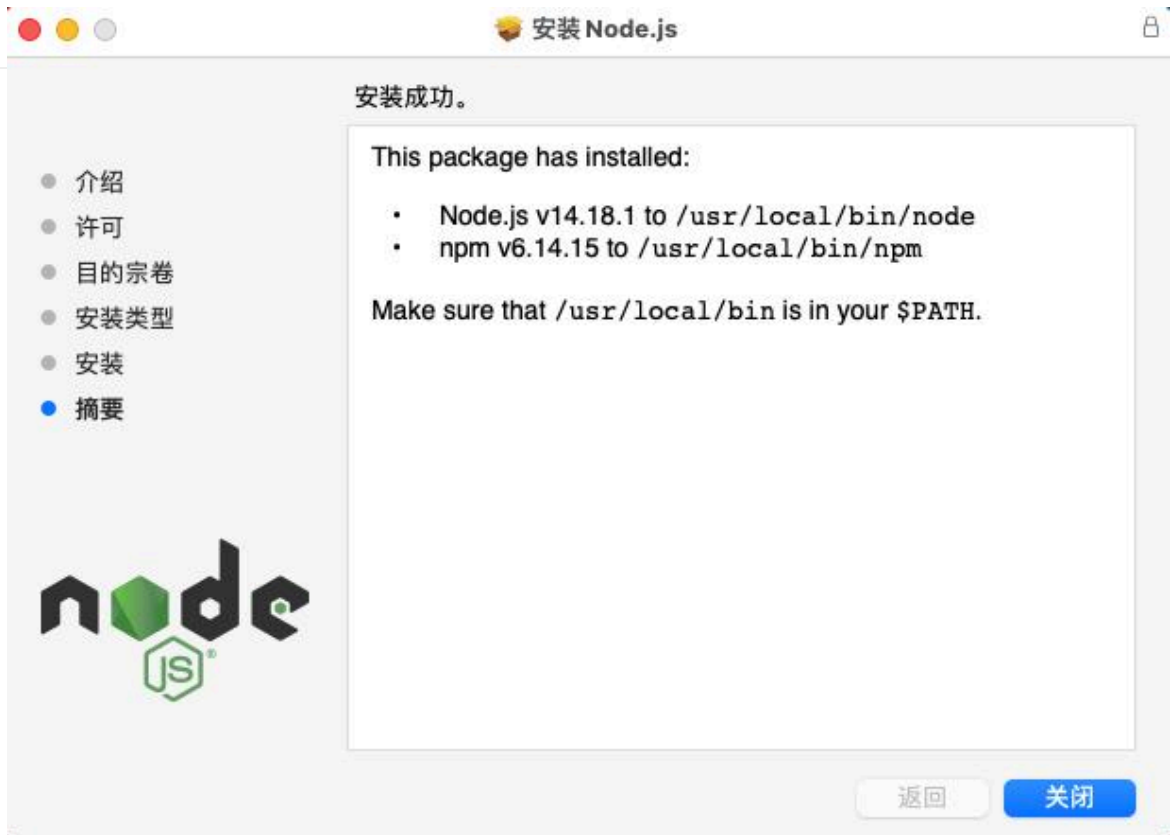 安装 Node.js
安装成功。
介绍
许可
目的宗卷
安装类型
安装
摘要
This package has installed:
• Node.js v14.18.1 to /usr/local/bin/node
• npm v6.14.15 to /usr/local/bin/npm
Make sure that /usr/local/bin is in your $PATH.
node
JS®
返回
关闭